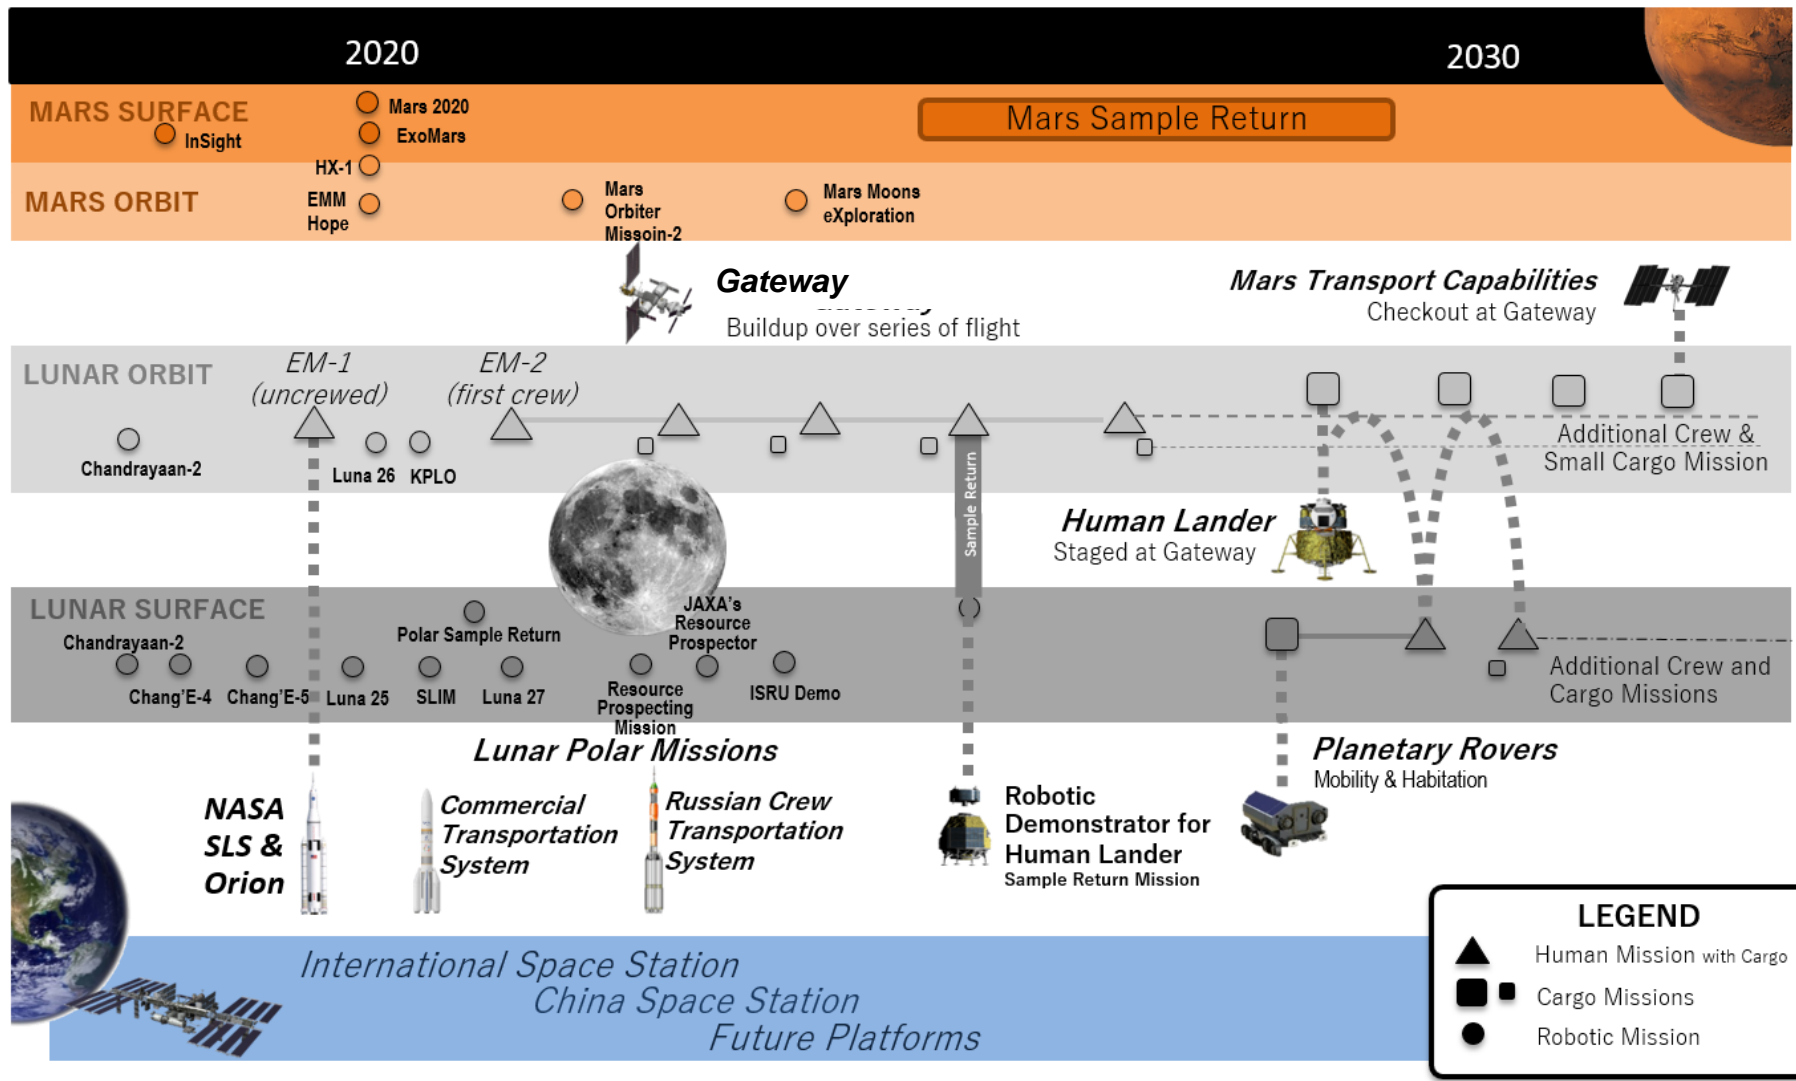 2020
2030
MARS SURFACE
Mars 2020
InSight
ExoMars
Mars Sample Return
HX-1
MARS ORBIT
EMM
Hope
Mars
Orbiter
Missoin-2
Mars Moons
eXploration
Gateway
Buildup over series of flight
Mars Transport Capabilities
Checkout at Gateway
LUNAR ORBIT
EM-1
(uncrewed)
EM-2
(first crew)
Chandrayaan-2
Luna 26
KPLO
Additional Crew &
Small Cargo Mission
Sample Return
Human Lander
Staged at Gateway
LUNAR SURFACE
Chandrayaan-2
Chang'E-4
Chang'E-5
Luna 25
Polar Sample Return
SLIM
Luna 27
JAXA's
Resource
Prospector
Resource
Prospecting
Mission
ISRU Demo
Additional Crew and
Cargo Missions
Lunar Polar Missions
Planetary Rovers
Mobility & Habitation
NASA
SLS &
Orion
Commercial
Transportation
System
Russian Crew
Transportation
System
Robotic
Demonstrator for
Human Lander
Sample Return Mission
International Space Station
China Space Station
Future Platforms
LEGEND
Human Mission with Cargo
Cargo Missions
Robotic Mission